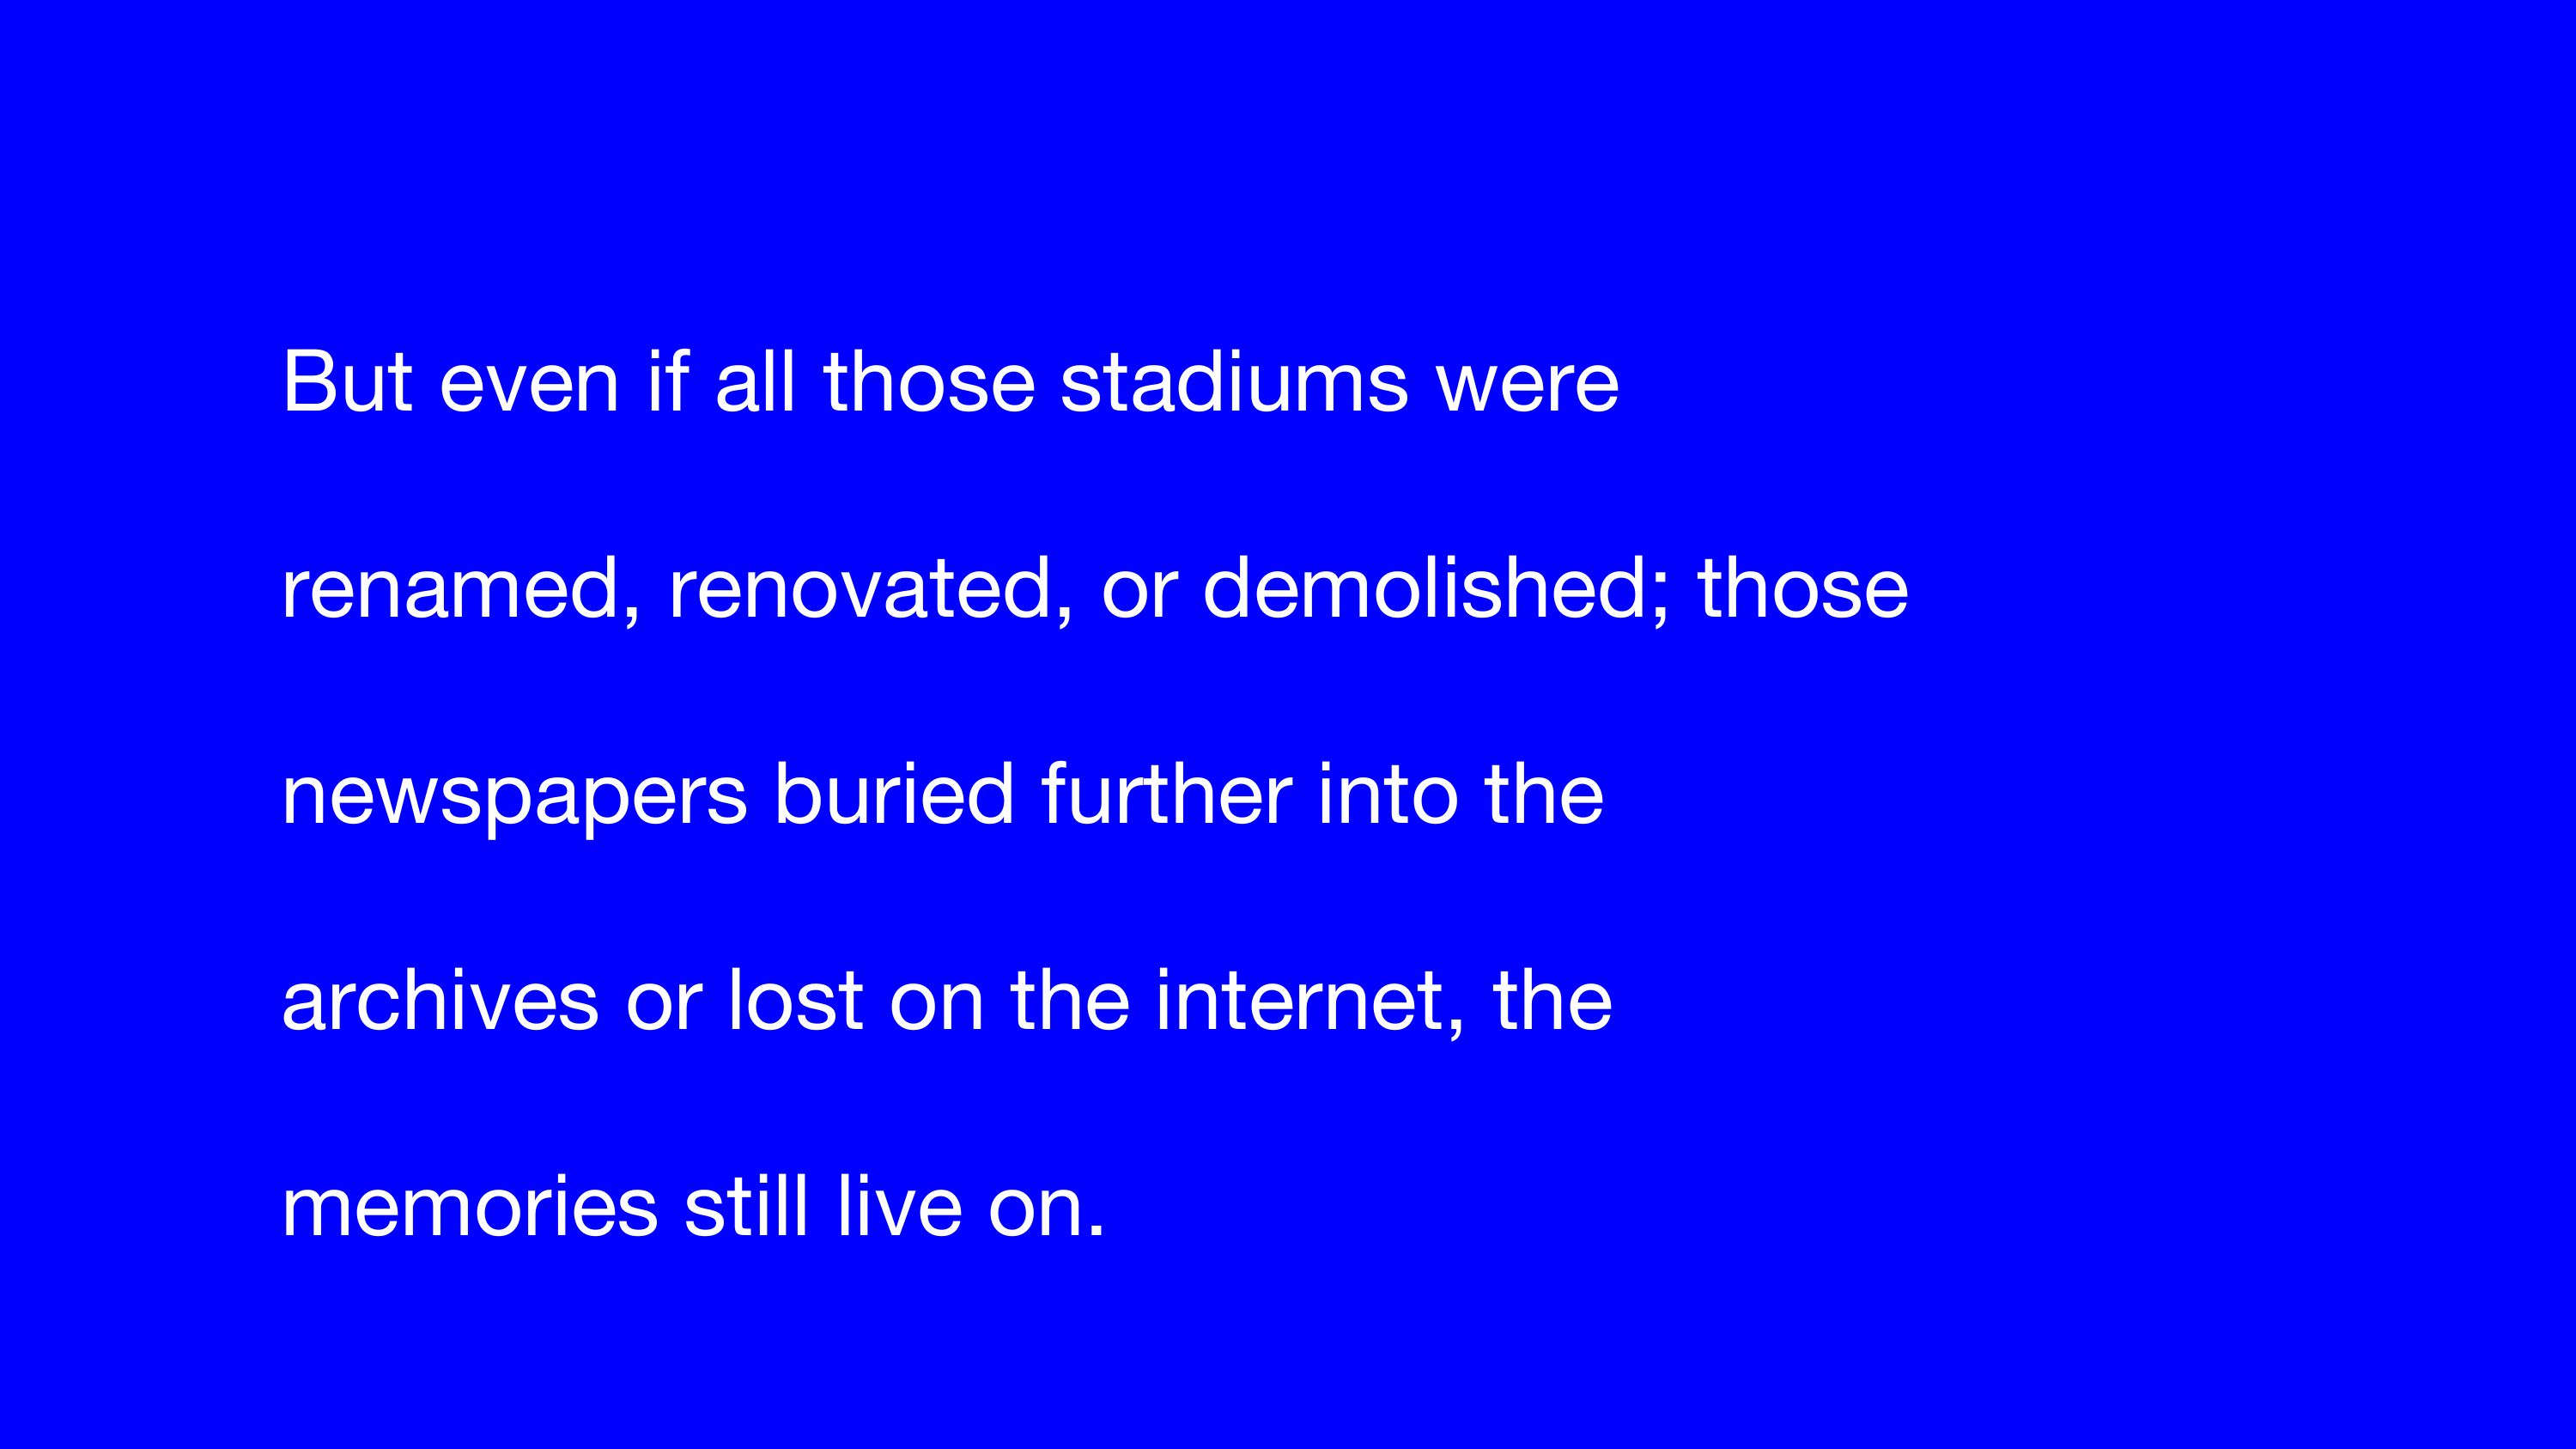 But even if all those stadiums were
renamed, renovated, or demolished; those
newspapers buried further into the
archives or lost on the internet, the
memories still live on.